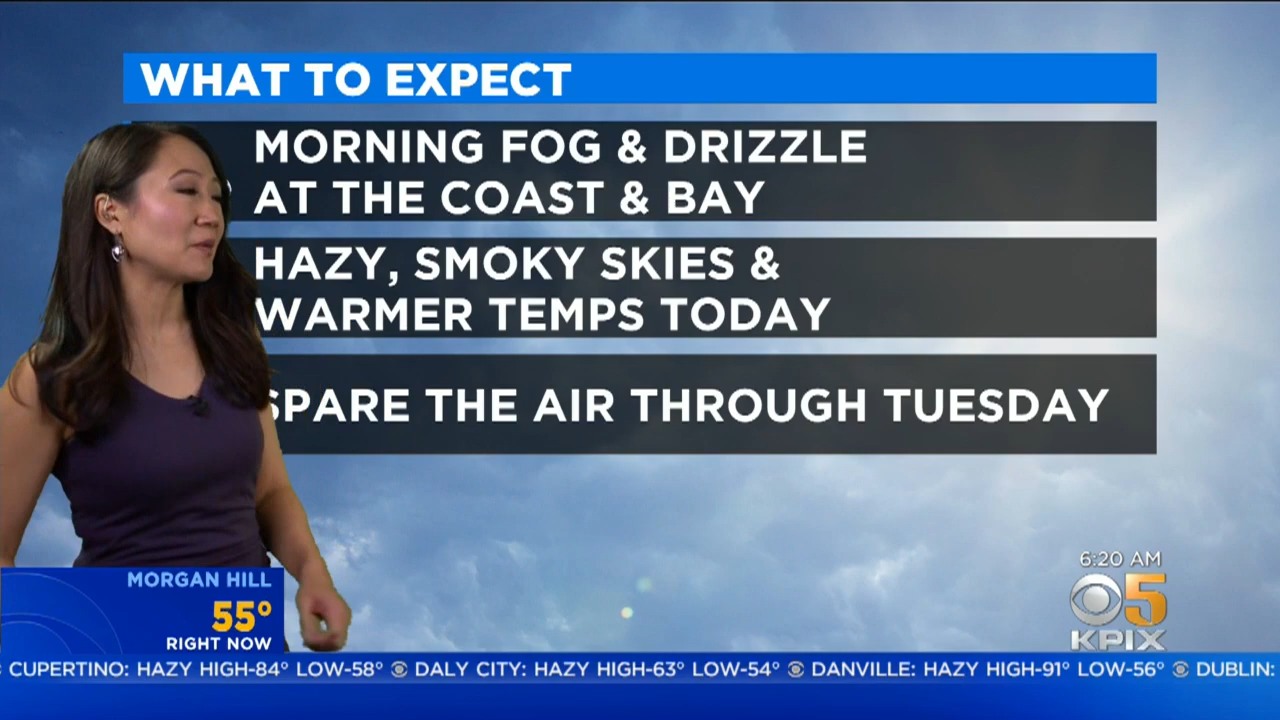 WHAT TO EXPECT
MORNING FOG & DRIZZLE
AT THE COAST & BAY
HAZY, SMOKY SKIES &
WARMER TEMPS TODAY
SPARE THE AIR THROUGH TUESDAY
MORGAN HILL
55°
RIGHT NOW
6:20 AM
5
KPIX
CUPERTINO: HAZY HIGH-84° LOW-58° DALY CITY: HAZY HIGH-63° LOW-54° DANVILLE: HAZY HIGH-91° LOW-56° DUBLIN: